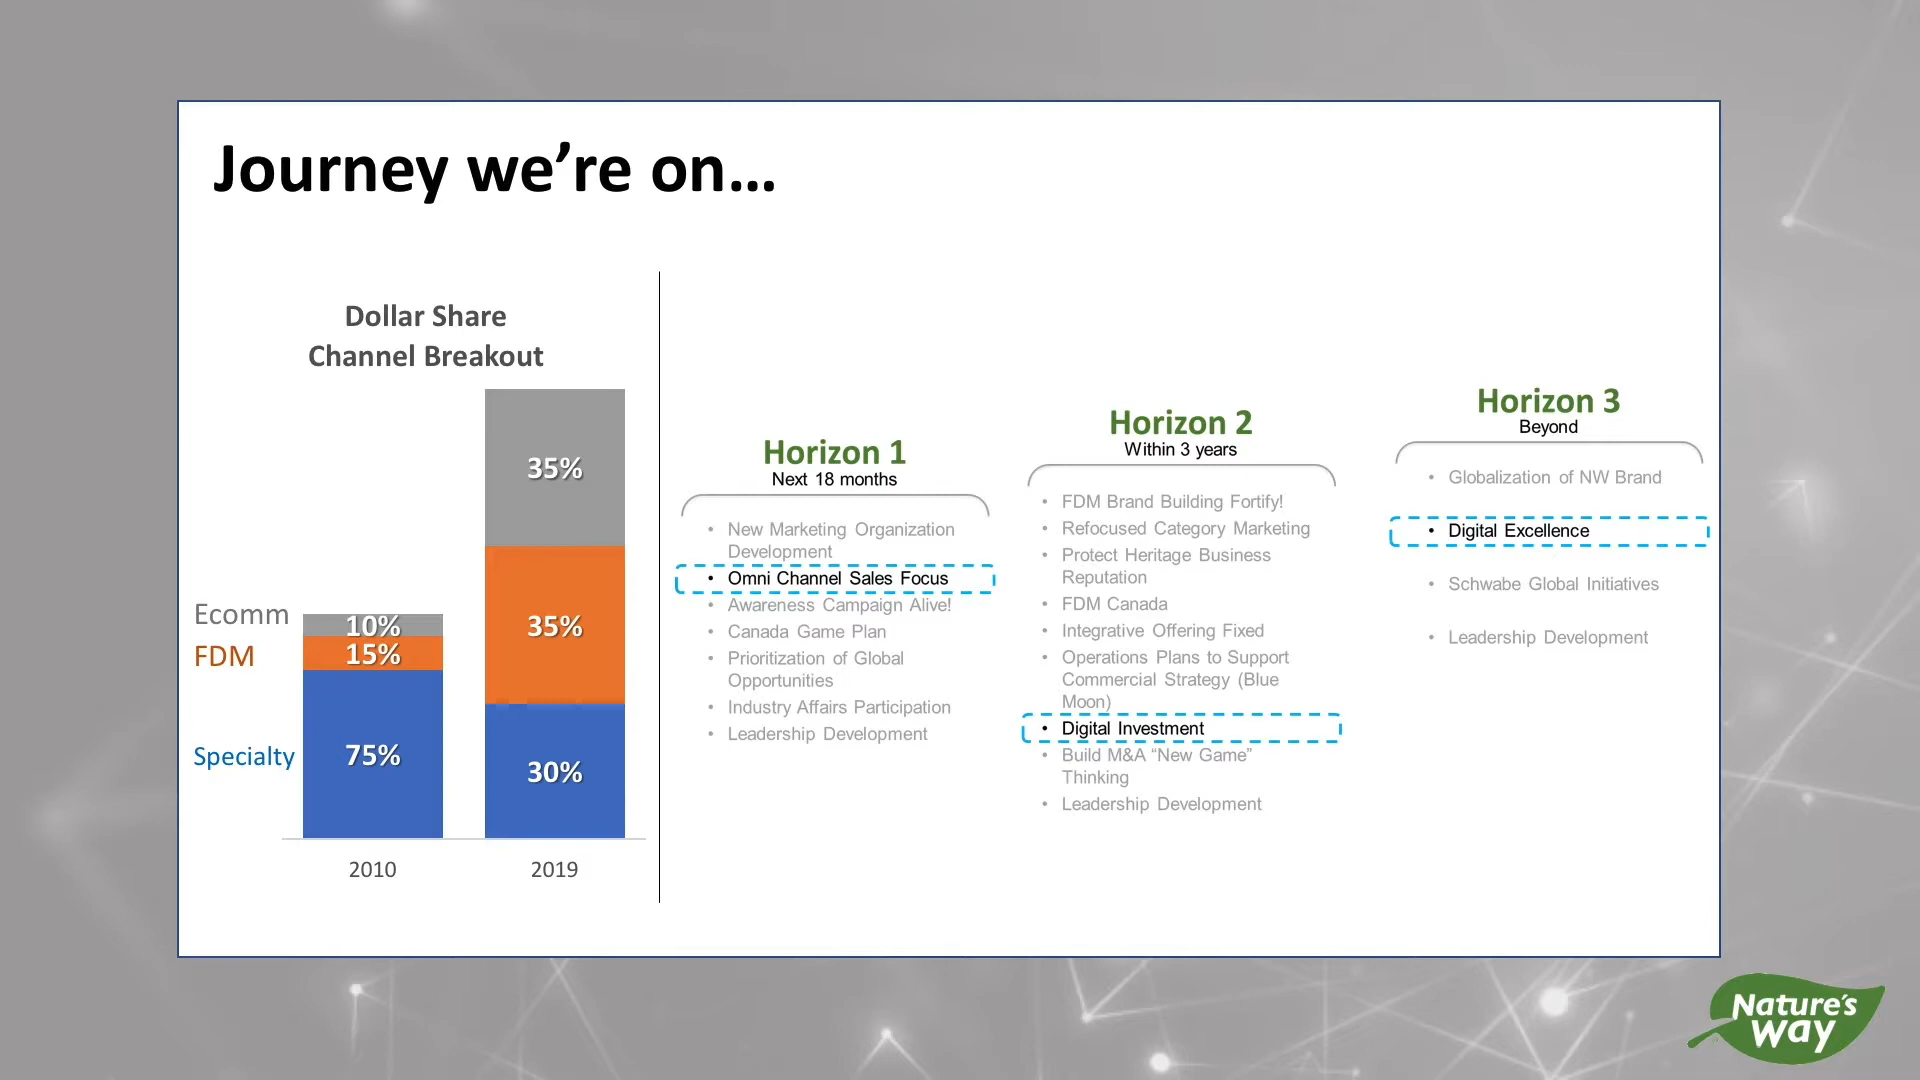 Journey we’re on...
Dollar Share
Channel Breakout
35%
35%
30%
Ecomm
10%
FDM
15%
Specialty
75%
2010
2019
Horizon 1
Next 18 months
• New Marketing Organization
Development
• Omni Channel Sales Focus
• Awareness Campaign Alive!
• Canada Game Plan
• Prioritization of Global
Opportunities
• Industry Affairs Participation
• Leadership Development
Horizon 2
Within 3 years
• FDM Brand Building Fortify!
• Refocused Category Marketing
• Protect Heritage Business
Reputation
• FDM Canada
• Integrative Offering Fixed
• Operations Plans to Support
Commercial Strategy (Blue
Moon)
• Digital Investment
• Build M&A “New Game”
Thinking
• Leadership Development
Horizon 3
Beyond
• Globalization of NW Brand
• Digital Excellence
• Schwabe Global Initiatives
• Leadership Development
Nature's
Way